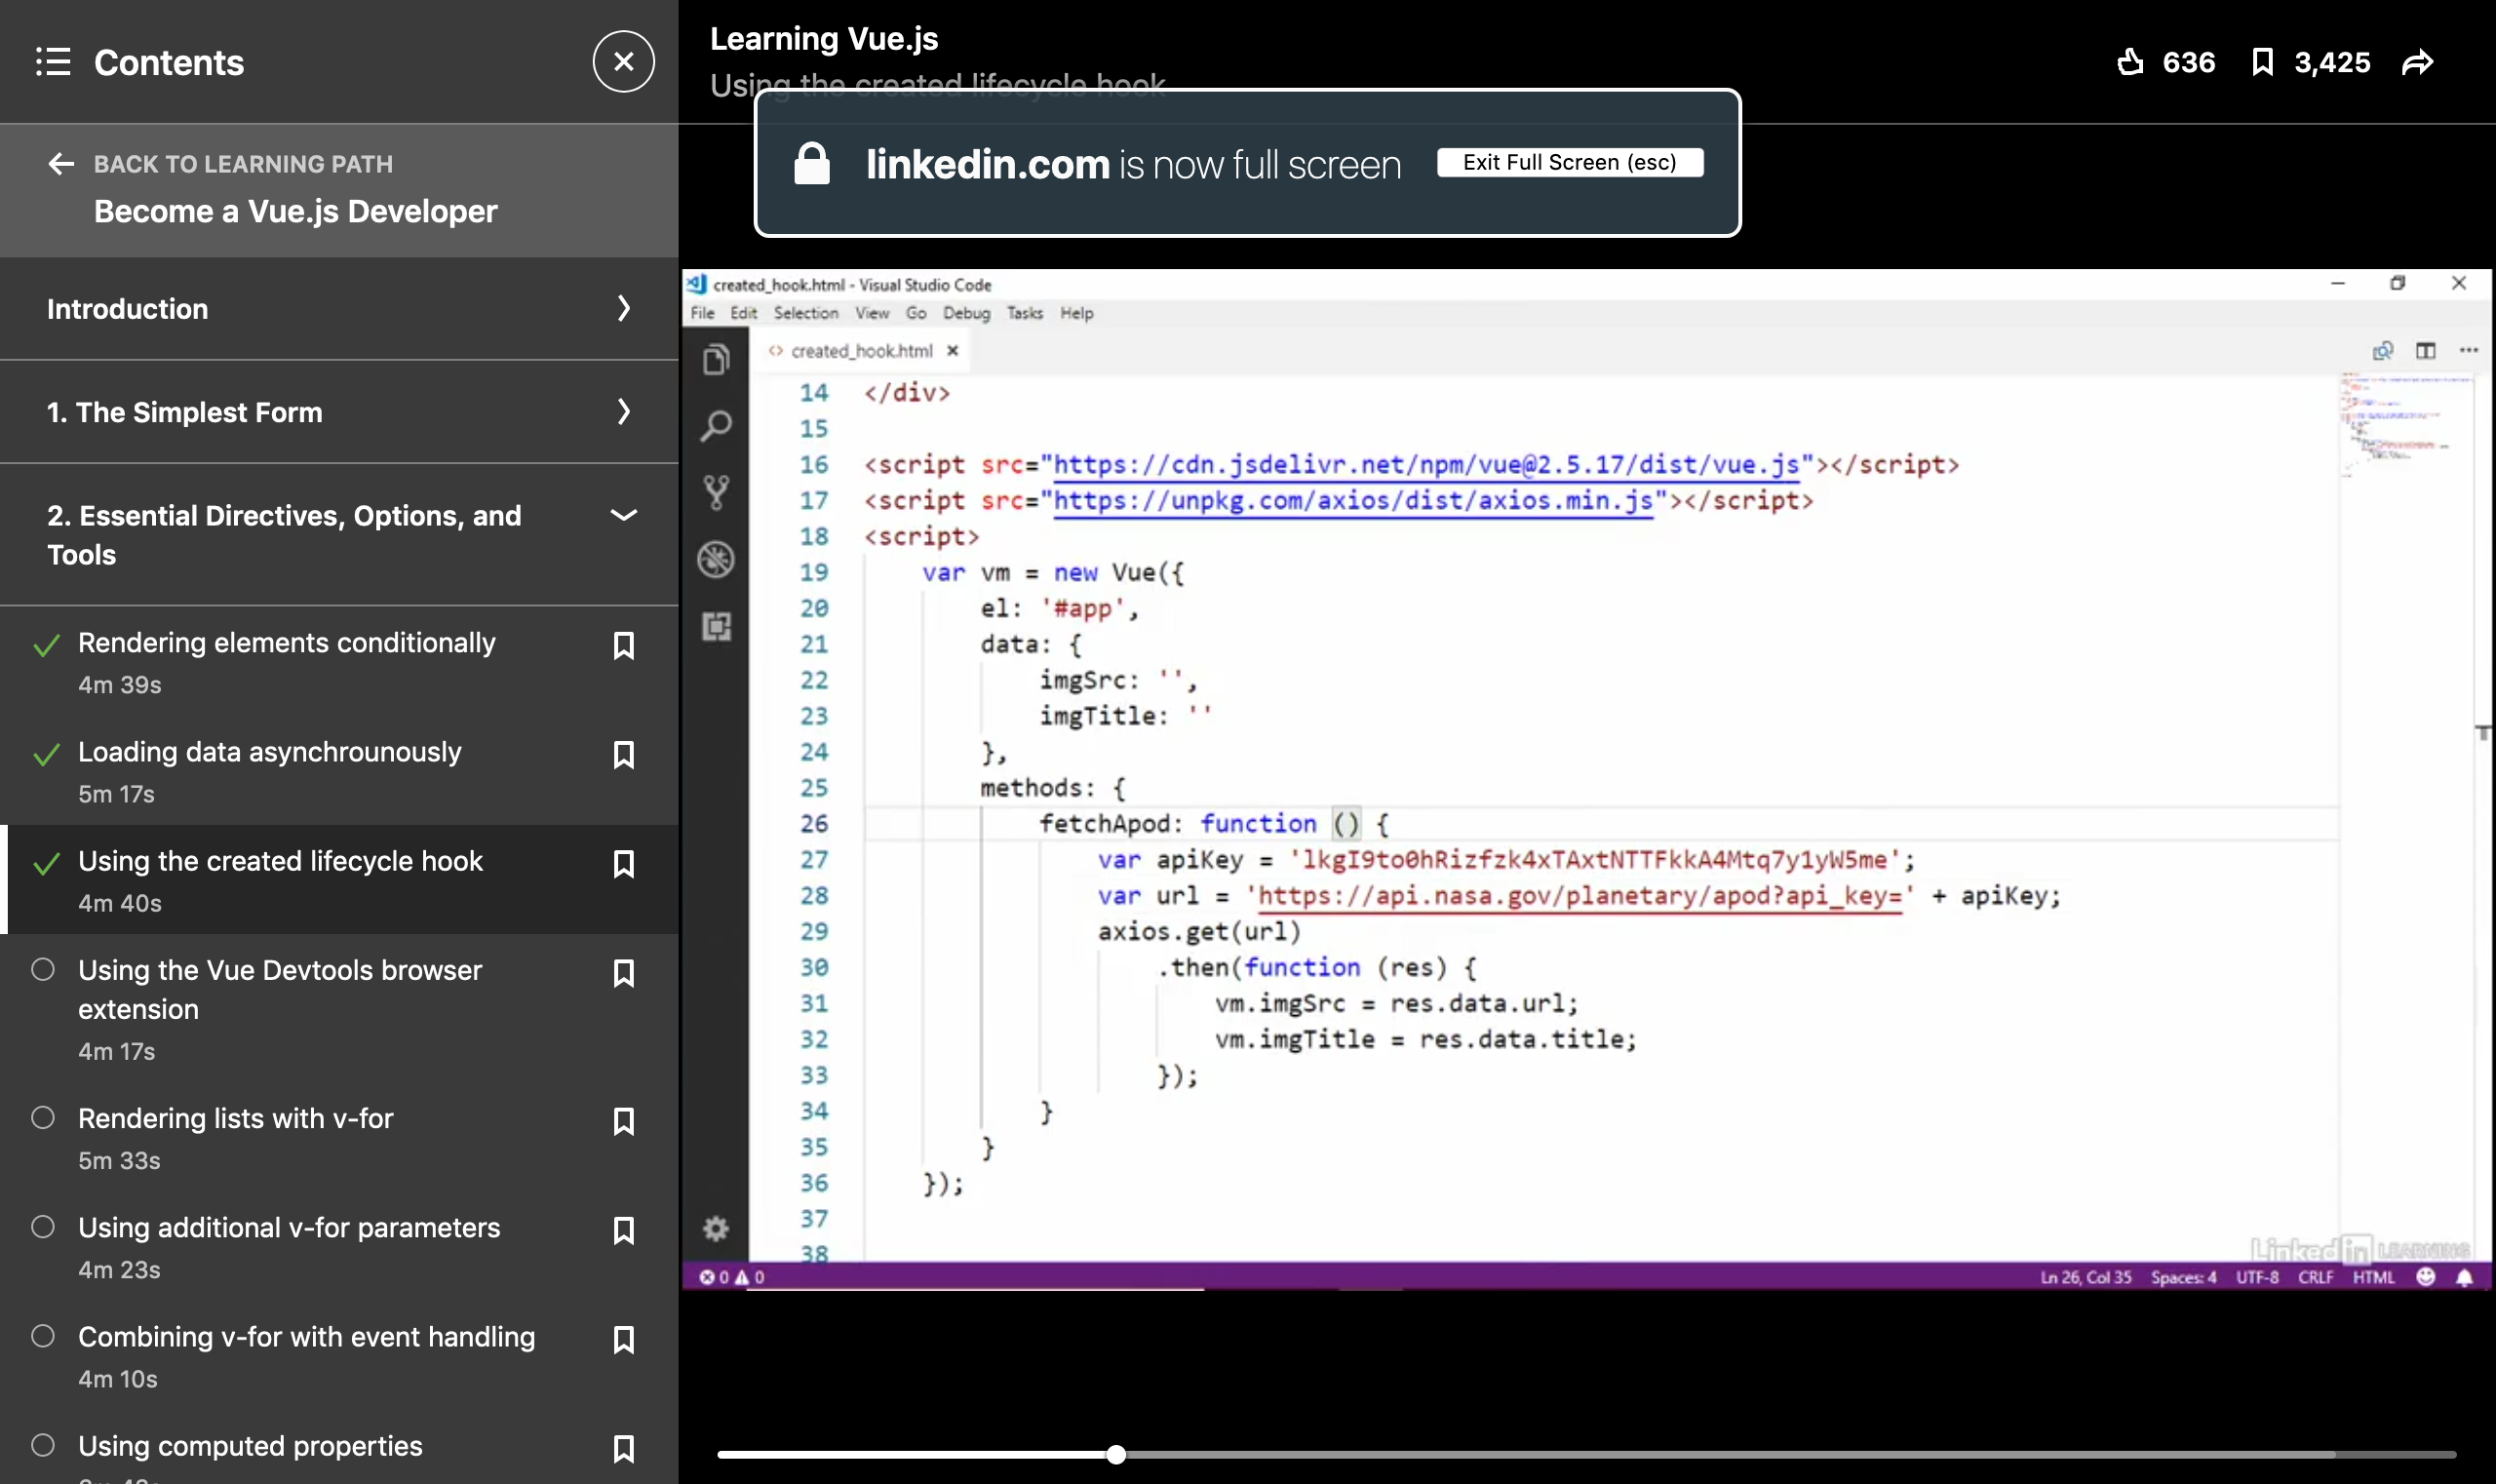 Contents
BACK TO LEARNING PATH
Become a Vue.js Developer
Introduction
1. The Simplest Form
2. Essential Directives, Options, and
Tools
Rendering elements conditionally
4m 39s
Loading data asynchrounously
5m 17s
Using the created lifecycle hook
4m 40s
Using the Vue Devtools browser
extension
4m 17s
Rendering lists with v-for
5m 33s
Using additional v-for parameters
4m 23s
Combining v-for with event handling
4m 10s
Using computed properties
Learning Vue.js
Using the created lifecycle hook
636 3,425
linkedin.com is now full screen Exit Full Screen (esc)
created_hook.html - Visual Studio Code
File Edit Selection View Go Debug Tasks Help
<> created_hook.html
14 </div>
15
16 <script src="https://cdn.jsdelivr.net/npm/vue@2.5.17/dist/vue.js"></script>
17 <script src="https://unpkg.com/axios/dist/axios.min.js"></script>
18 <script>
19 var vm = new Vue({
20 el: '#app',
21 data: {
22 imgSrc: '',
23 imgTitle: ''
24 },
25 methods: {
26 fetchApod: function () {
27 var apiKey = 'lkgI9to0hRizfzk4xTAxtNTTFkkA4Mtq7y1yW5me';
28 var url = 'https://api.nasa.gov/planetary/apod?api_key=' + apiKey;
29 axios.get(url)
30 .then(function (res) {
31 vm.imgSrc = res.data.url;
32 vm.imgTitle = res.data.title;
33 });
34 }
35 }
36 });
37
38
Linked in LEARNING
0 0 Ln 26, Col 35 Spaces: 4 UTF-8 CRLF HTML